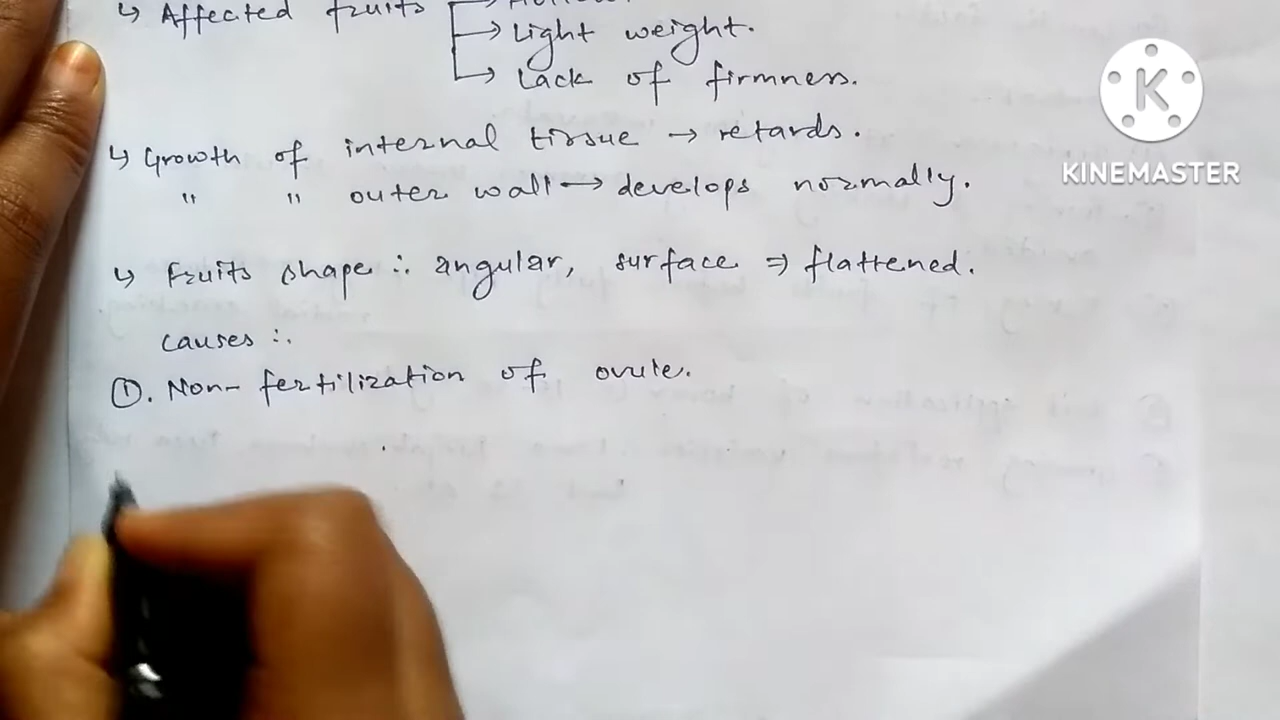 ↳ Affected fruits
→ Light weight.
→ Lack of firmness.
↳ Growth of internal tissue → retards.
" " outer wall → develops normally.
↳ Fruits shape :. angular, surface ⇒ flattened.
causes :.
①. Non-fertilization of ovule.
K
KINEMASTER